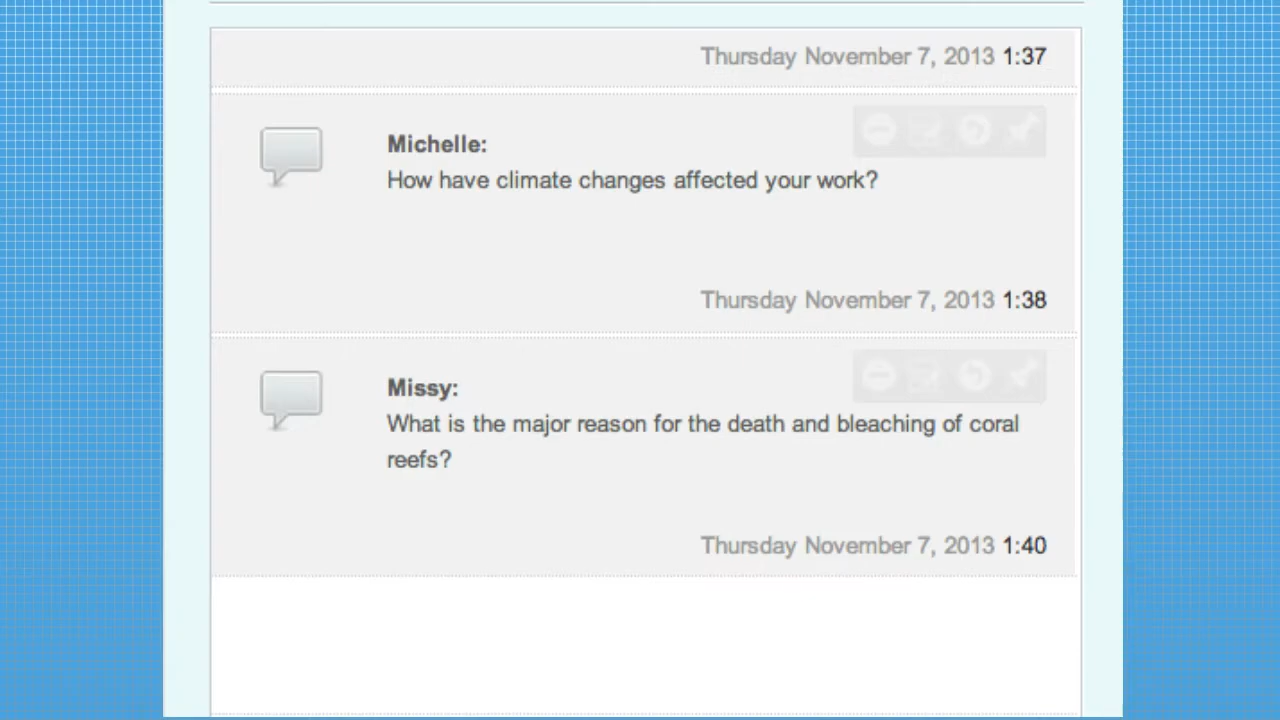 Thursday November 7, 2013 1:37
Michelle:
How have climate changes affected your work?
Thursday November 7, 2013 1:38
Missy:
What is the major reason for the death and bleaching of coral
reefs?
Thursday November 7, 2013 1:40